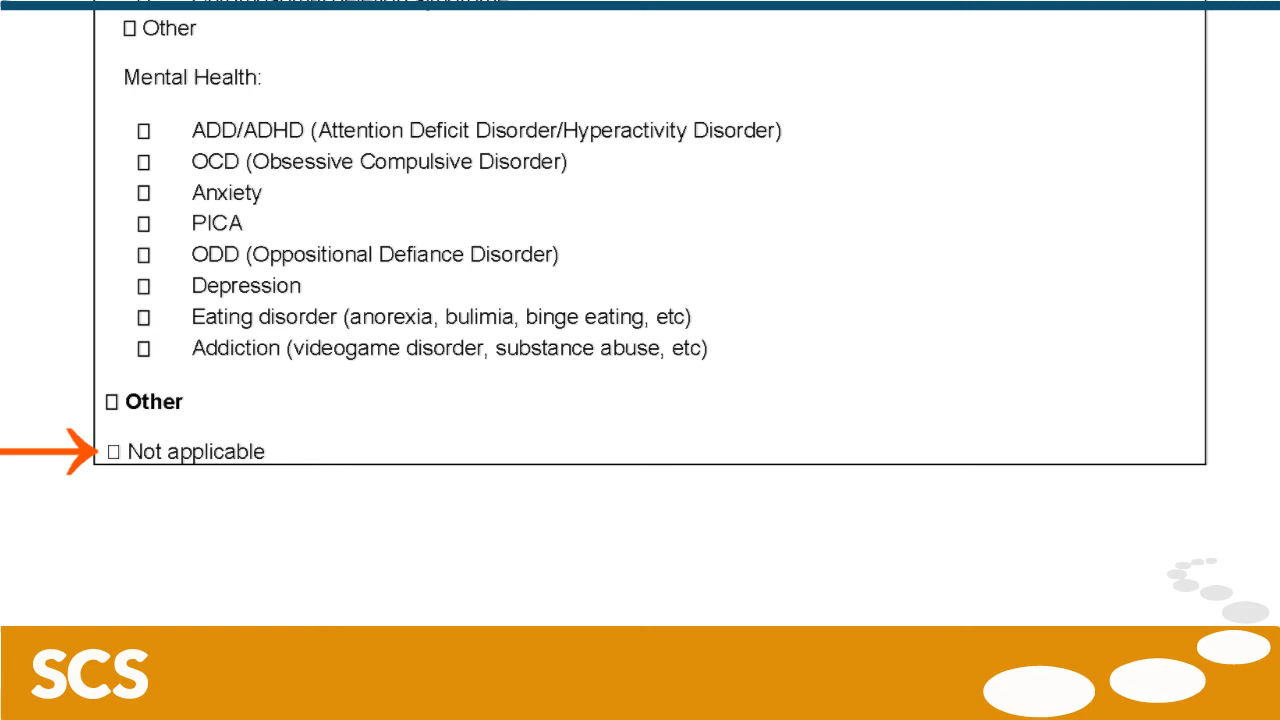 Other
Mental Health:
ADD/ADHD (Attention Deficit Disorder/Hyperactivity Disorder)
OCD (Obsessive Compulsive Disorder)
Anxiety
PICA
ODD (Oppositional Defiance Disorder)
Depression
Eating disorder (anorexia, bulimia, binge eating, etc)
Addiction (videogame disorder, substance abuse, etc)
Other
Not applicable
SCS